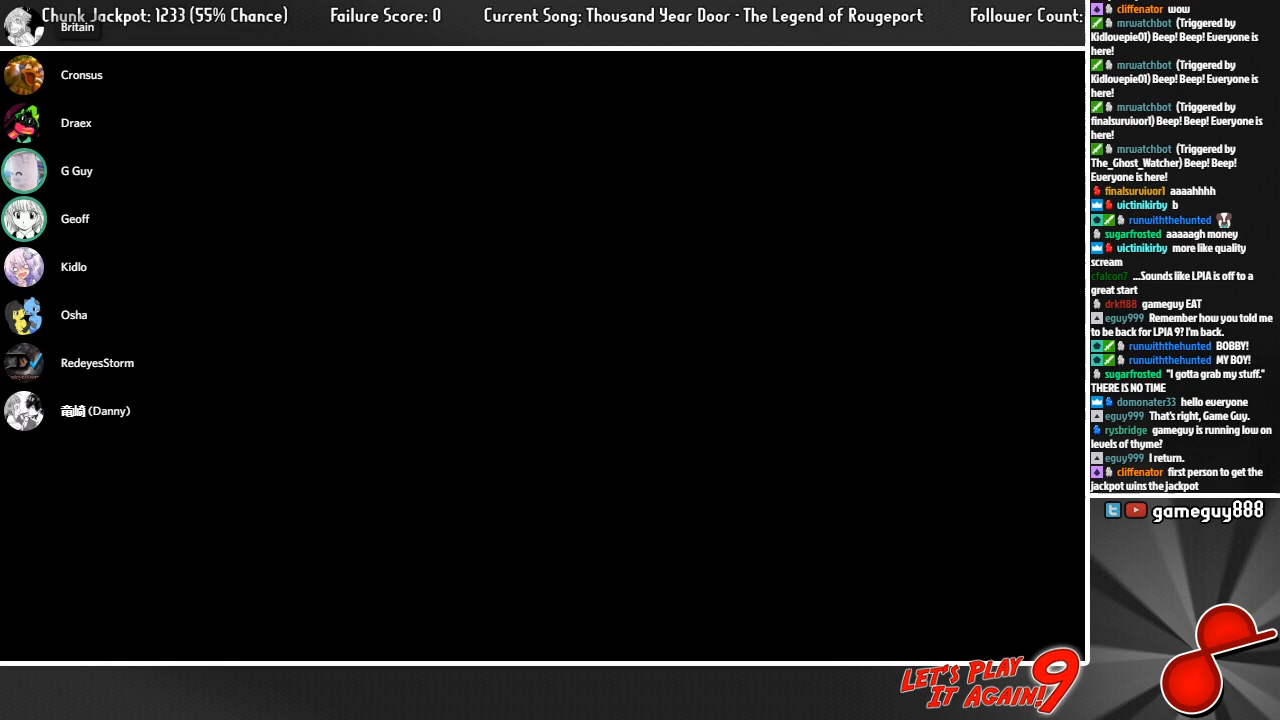 Chunk Jackpot: 1233 (55% Chance) Failure Score: 0 Current Song: Thousand Year Door - The Legend of Rougeport Follower Count:
Britain
Cronsus
Draex
G Guy
Geoff
Kidlo
Osha
RedeyesStorm
竜崎 (Danny)
cliffenator wow
mrwatchbot (Triggered by
Kidlovepie01) Beep! Beep! Everyone is
here!
mrwatchbot (Triggered by
Kidlovepie01) Beep! Beep! Everyone is
here!
mrwatchbot (Triggered by
finalsurvivor1) Beep! Beep! Everyone is
here!
mrwatchbot (Triggered by
The_Ghost_Watcher) Beep! Beep!
Everyone is here!
finalsurvivor1 aaaahhhh
victinikirby b
runwiththehunted
sugarfrosted aaaaagh money
victinikirby more like quality
scream
cfalcon7 ...Sounds like LPIA is off to a
great start
drkf188 gameguy EAT
eguy999 Remember how you told me
to be back for LPIA 9? I'm back.
runwiththehunted BOBBY!
runwiththehunted MY BOY!
sugarfrosted "I gotta grab my stuff."
THERE IS NO TIME
domonater33 hello everyone
eguy999 That's right, Game Guy.
rysbridge gameguy is running low on
levels of thyme?
eguy999 I return.
cliffenator first person to get the
jackpot wins the jackpot
gameguy888
LET'S PLAY
IT AGAIN! 9